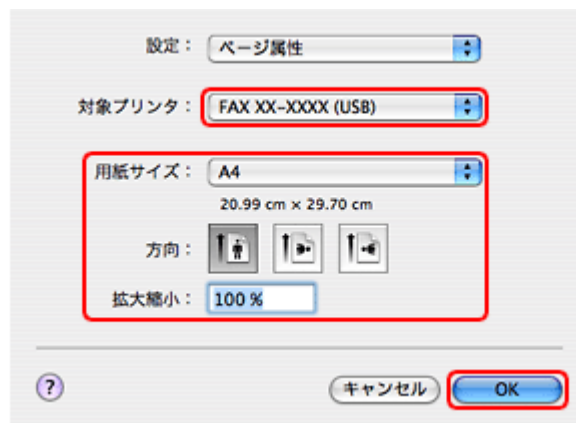 設定： ページ属性
対象プリンタ： FAX XX-XXXX (USB)
用紙サイズ： A4
20.99 cm × 29.70 cm
方向：
拡大縮小： 100 %
? キャンセル OK